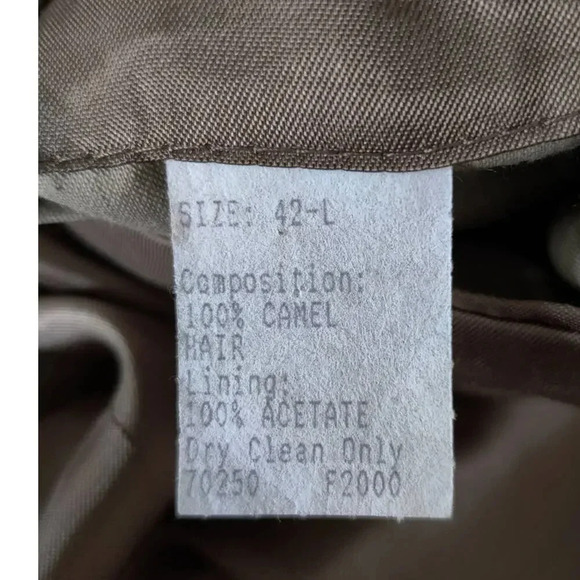 SIZE: 42-L
Composition:
100% CAMEL
HAIR
Lining:
100% ACETATE
Dry Clean Only
70250 F2000